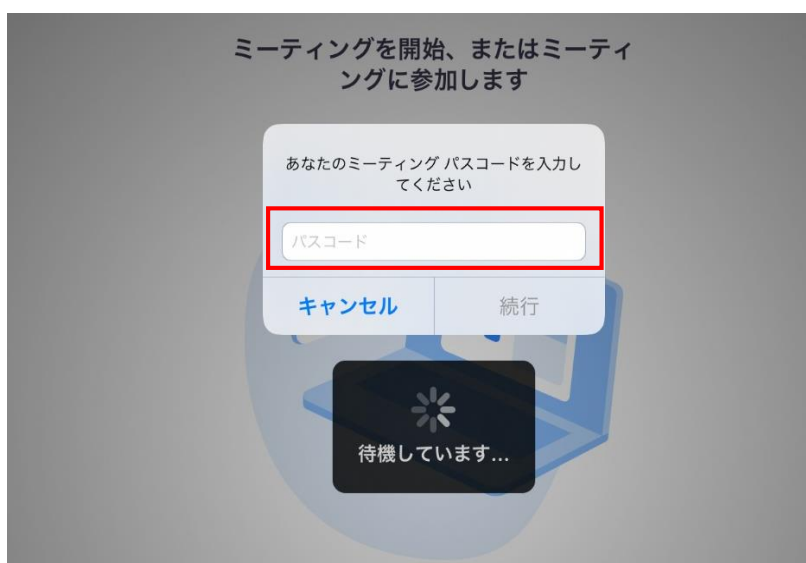 ミーティングを開始、またはミーティ
ングに参加します
あなたのミーティング パスコードを入力し
てください
パスコード
キャンセル
続行
待機しています...